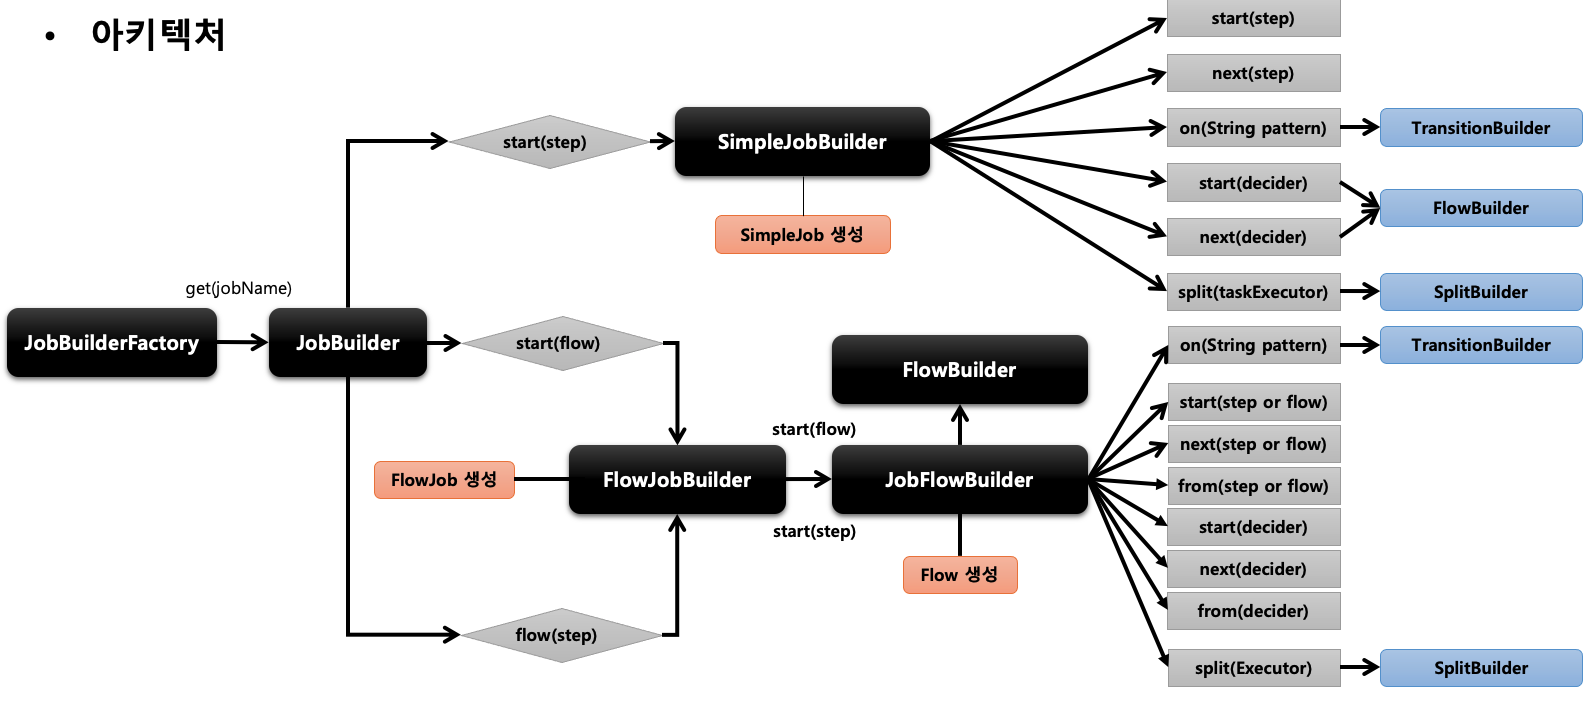 • 아키텍처
start(step)
next(step)
on(String pattern)
TransitionBuilder
start(decider)
FlowBuilder
next(decider)
split(taskExecutor)
SplitBuilder
start(step)
SimpleJobBuilder
SimpleJob 생성
get(jobName)
JobBuilderFactory
JobBuilder
start(flow)
FlowBuilder
start(flow)
FlowJob 생성
FlowJobBuilder
JobFlowBuilder
start(step)
Flow 생성
flow(step)
on(String pattern)
TransitionBuilder
start(step or flow)
next(step or flow)
from(step or flow)
start(decider)
next(decider)
from(decider)
split(Executor)
SplitBuilder